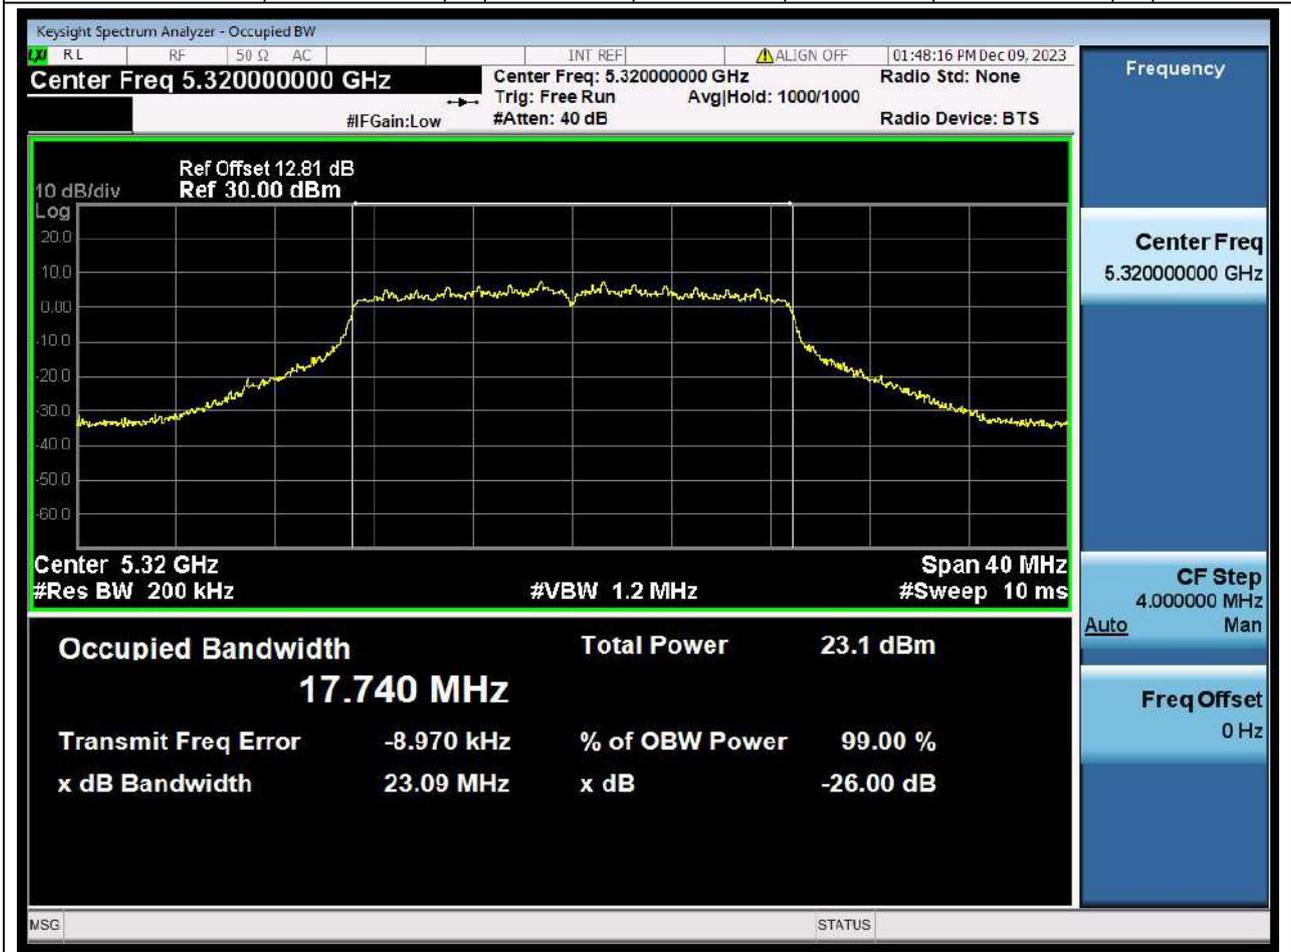 Keysight Spectrum Analyzer - Occupied BW
LXI RL RF 50 Ω AC INT REF ALIGN OFF 01:48:16 PM Dec 09, 2023
Center Freq 5.320000000 GHz
Center Freq: 5.320000000 GHz
Radio Std: None
Trig: Free Run Avg|Hold: 1000/1000
#IFGain:Low
#Atten: 40 dB
Radio Device: BTS
Ref Offset 12.81 dB
10 dB/div Ref 30.00 dBm
Log
20.0
10.0
0.00
-10.0
-20.0
-30.0
-40.0
-50.0
-60.0
Center 5.32 GHz Span 40 MHz
#Res BW 200 kHz #VBW 1.2 MHz #Sweep 10 ms
Occupied Bandwidth Total Power 23.1 dBm
17.740 MHz
Transmit Freq Error -8.970 kHz % of OBW Power 99.00 %
x dB Bandwidth 23.09 MHz x dB -26.00 dB
MSG STATUS
Frequency
Center Freq
5.320000000 GHz
CF Step
4.000000 MHz
Auto Man
Freq Offset
0 Hz